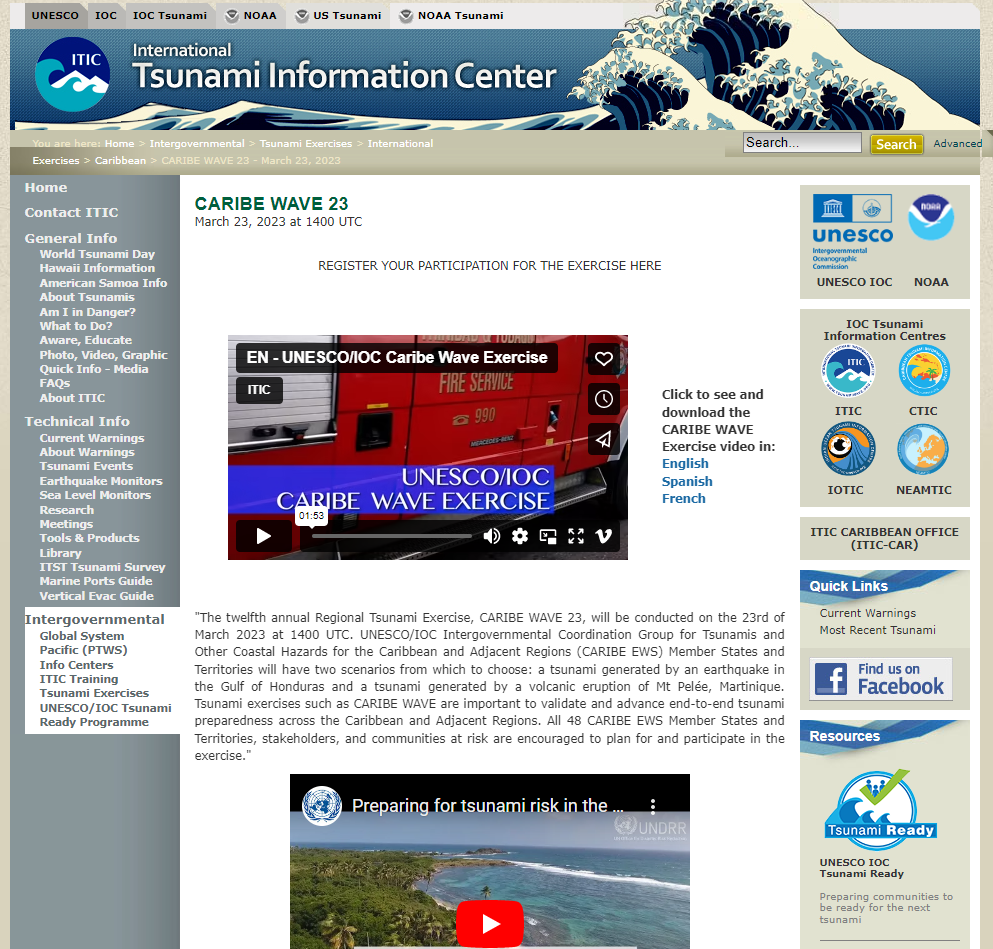 UNESCO IOC IOC Tsunami NOAA US Tsunami NOAA Tsunami
ITIC
International
Tsunami Information Center
You are here: Home > Intergovernmental > Tsunami Exercises > International
Exercises > Caribbean > CARIBE WAVE 23 - March 23, 2023
Search...
Search
Advanced
Home
Contact ITIC
General Info
World Tsunami Day
Hawaii Information
American Samoa Info
About Tsunamis
Am I in Danger?
What to Do?
Aware, Educate
Photo, Video, Graphic
Quick Info - Media
FAQs
About ITIC
Technical Info
Current Warnings
About Warnings
Tsunami Events
Earthquake Monitors
Sea Level Monitors
Research
Meetings
Tools & Products
Library
ITST Tsunami Survey
Marine Ports Guide
Vertical Evac Guide
Intergovernmental
Global System
Pacific (PTWS)
Info Centers
ITIC Training
Tsunami Exercises
UNESCO/IOC Tsunami
Ready Programme
CARIBE WAVE 23
March 23, 2023 at 1400 UTC
REGISTER YOUR PARTICIPATION FOR THE EXERCISE HERE
EN - UNESCO/IOC Caribe Wave Exercise
ITIC
FIRE SERVICE
990
MERCEDES-BENZ
UNESCO/IOC
CARIBE WAVE EXERCISE
01:53
Click to see and
download the
CARIBE WAVE
Exercise video in:
English
Spanish
French
"The twelfth annual Regional Tsunami Exercise, CARIBE WAVE 23, will be conducted on the 23rd of
March 2023 at 1400 UTC. UNESCO/IOC Intergovernmental Coordination Group for Tsunamis and
Other Coastal Hazards for the Caribbean and Adjacent Regions (CARIBE EWS) Member States and
Territories will have two scenarios from which to choose: a tsunami generated by an earthquake in
the Gulf of Honduras and a tsunami generated by a volcanic eruption of Mt Pelée, Martinique.
Tsunami exercises such as CARIBE WAVE are important to validate and advance end-to-end tsunami
preparedness across the Caribbean and Adjacent Regions. All 48 CARIBE EWS Member States and
Territories, stakeholders, and communities at risk are encouraged to plan for and participate in the
exercise."
Preparing for tsunami risk in the ...
UNDRR
unesco
Intergovernmental
Oceanographic
Commission
NOAA
UNESCO IOC NOAA
IOC Tsunami
Information Centres
ITIC
ITIC CTIC
IOTIC NEAMTIC
ITIC CARIBBEAN OFFICE
(ITIC-CAR)
Quick Links
Current Warnings
Most Recent Tsunami
Find us on
Facebook
Resources
Tsunami Ready
UNESCO IOC
Tsunami Ready
Preparing communities to
be ready for the next
tsunami